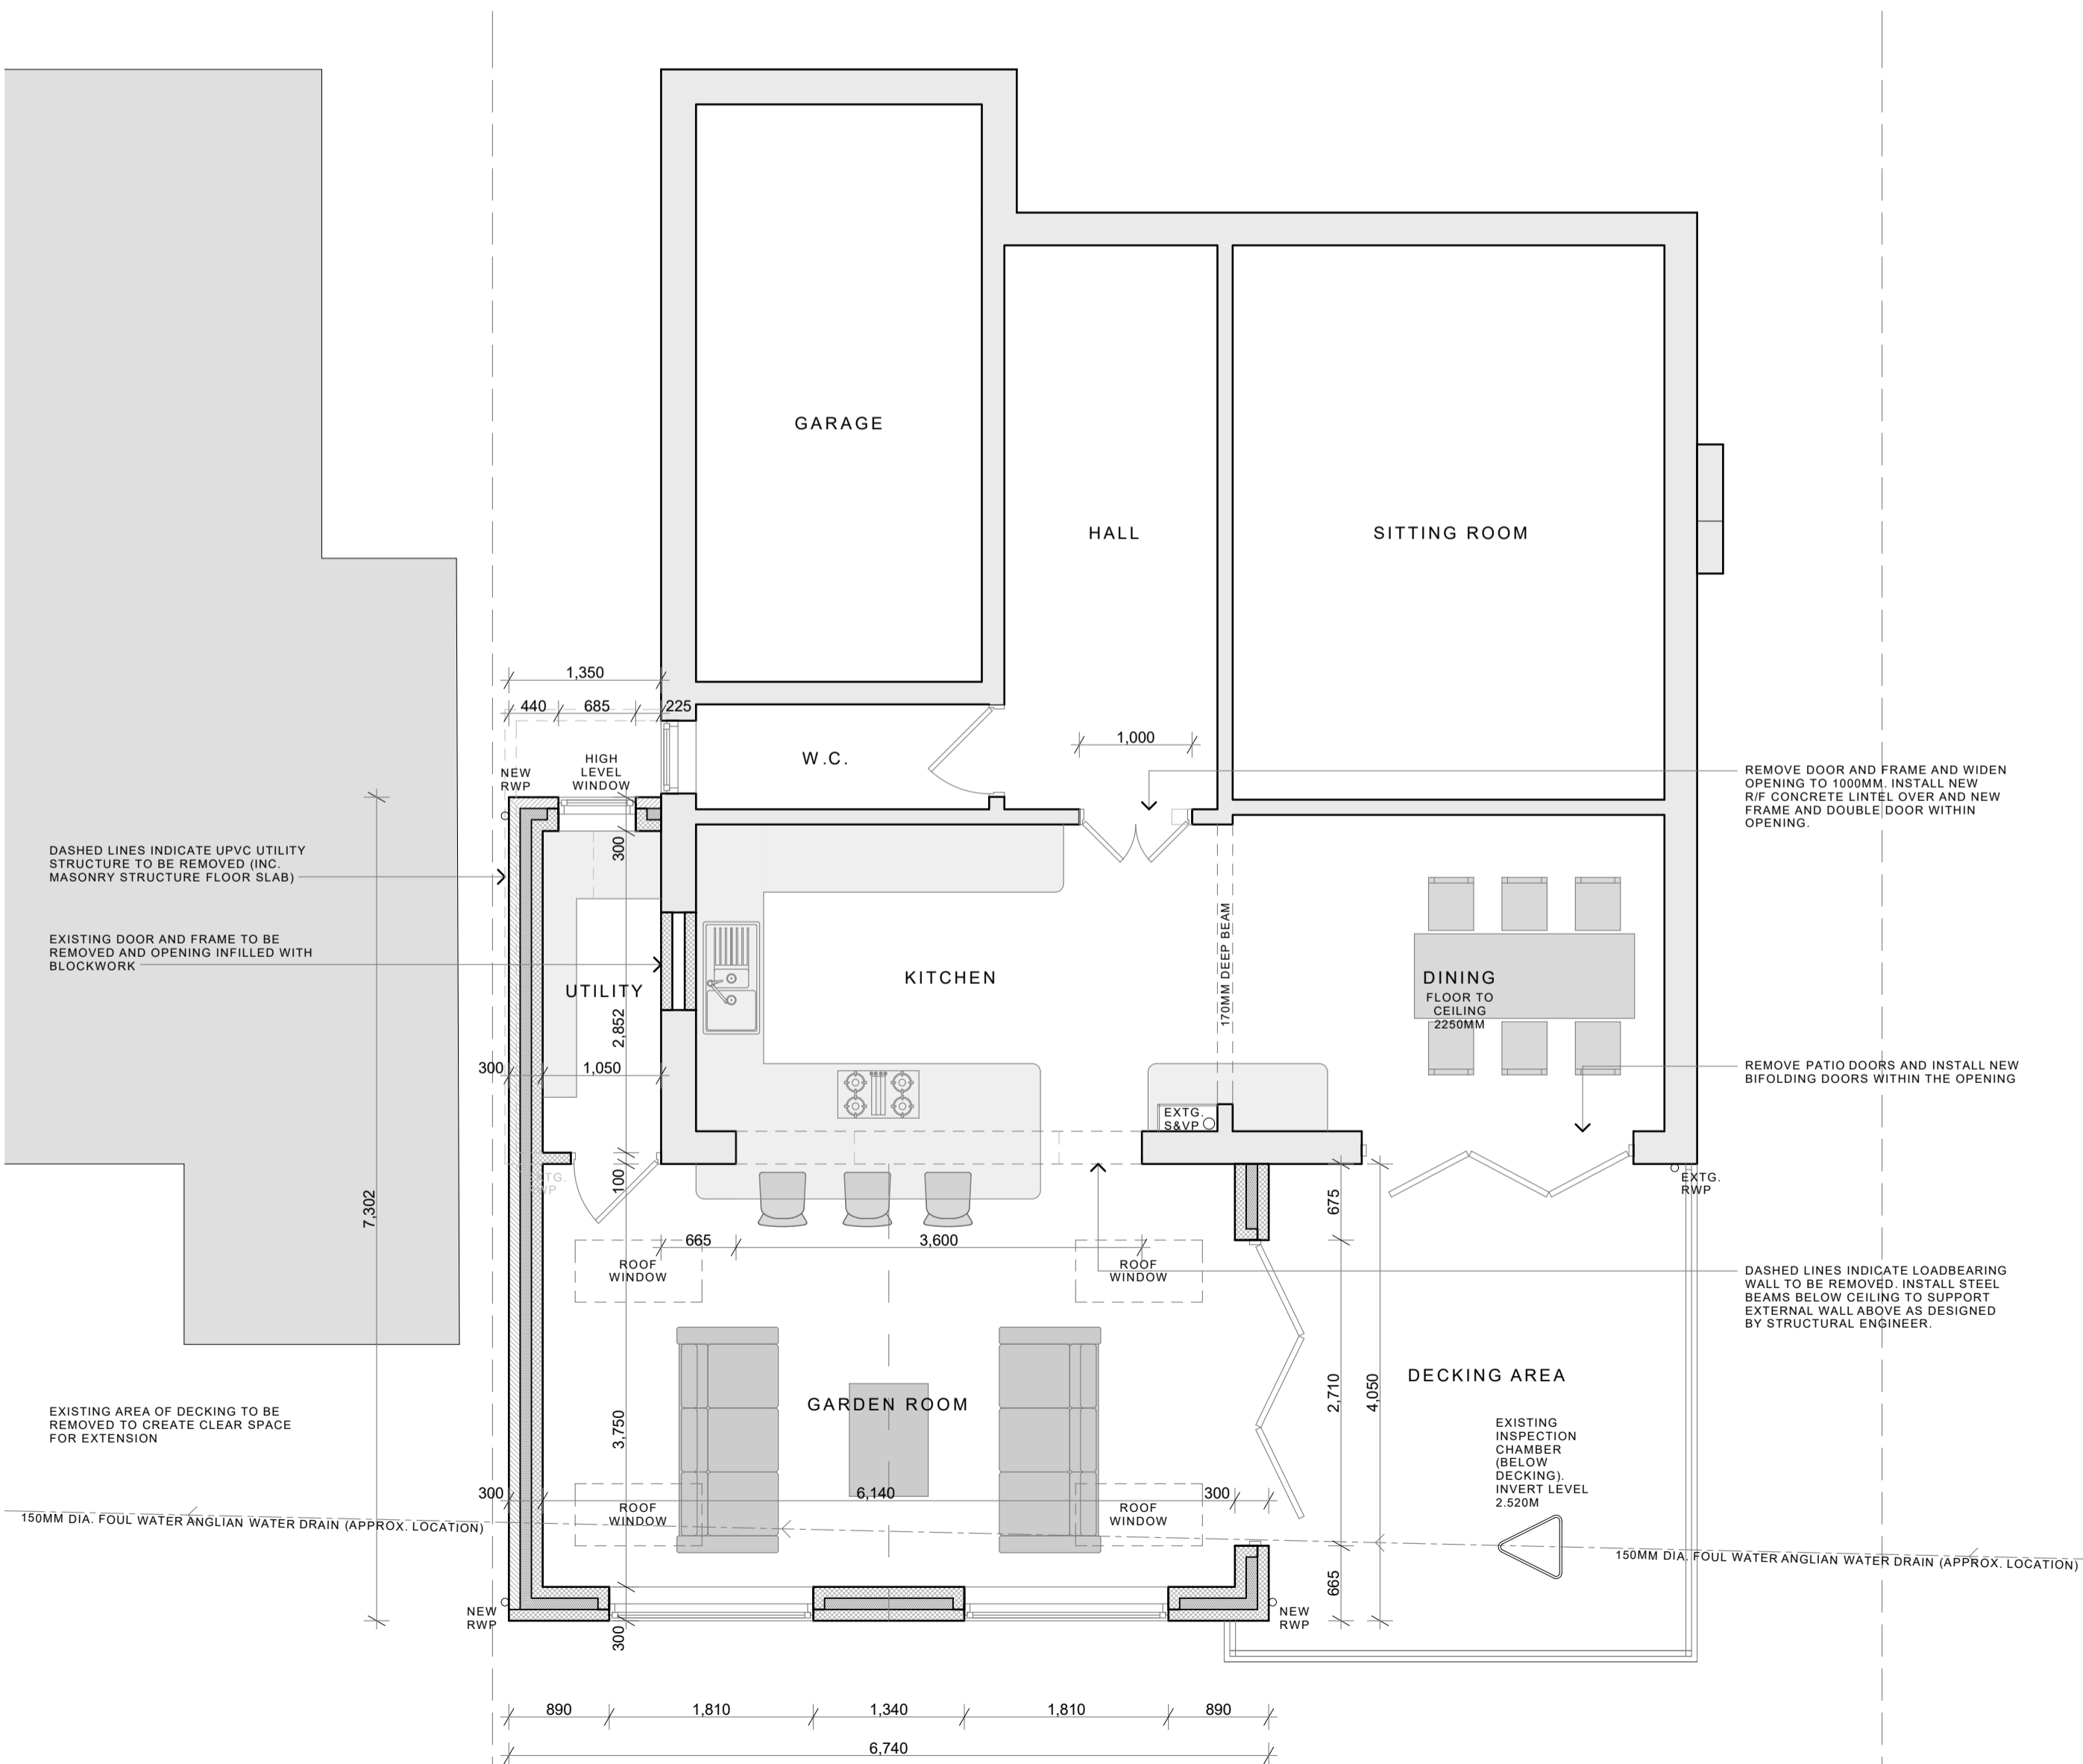 GARAGE
HALL
SITTING ROOM
1,350
440
685
225
W.C.
1,000
HIGH
LEVEL
WINDOW
NEW
RWP
REMOVE DOOR AND FRAME AND WIDEN
OPENING TO 1000MM. INSTALL NEW
R/F CONCRETE LINTEL OVER AND NEW
FRAME AND DOUBLE DOOR WITHIN
OPENING.
DASHED LINES INDICATE UPVC UTILITY
STRUCTURE TO BE REMOVED (INC.
MASONRY STRUCTURE FLOOR SLAB)
300
EXISTING DOOR AND FRAME TO BE
REMOVED AND OPENING INFILLED WITH
BLOCKWORK
170MM DEEP BEAM
UTILITY
KITCHEN
DINING
FLOOR TO
CEILING
2250MM
2,852
300
1,050
REMOVE PATIO DOORS AND INSTALL NEW
BIFOLDING DOORS WITHIN THE OPENING
EXTG.
S&VP
EXTG.
RWP
100
EXTG.
RWP
7,302
675
665
3,600
ROOF
WINDOW
ROOF
WINDOW
DASHED LINES INDICATE LOADBEARING
WALL TO BE REMOVED. INSTALL STEEL
BEAMS BELOW CEILING TO SUPPORT
EXTERNAL WALL ABOVE AS DESIGNED
BY STRUCTURAL ENGINEER.
DECKING AREA
2,710
4,050
GARDEN ROOM
3,750
EXISTING AREA OF DECKING TO BE
REMOVED TO CREATE CLEAR SPACE
FOR EXTENSION
EXISTING
INSPECTION
CHAMBER
(BELOW
DECKING).
INVERT LEVEL
2.520M
300
6,140
300
ROOF
WINDOW
ROOF
WINDOW
150MM DIA. FOUL WATER ANGLIAN WATER DRAIN (APPROX. LOCATION)
150MM DIA. FOUL WATER ANGLIAN WATER DRAIN (APPROX. LOCATION)
665
NEW
RWP
300
NEW
RWP
890
1,810
1,340
1,810
890
6,740